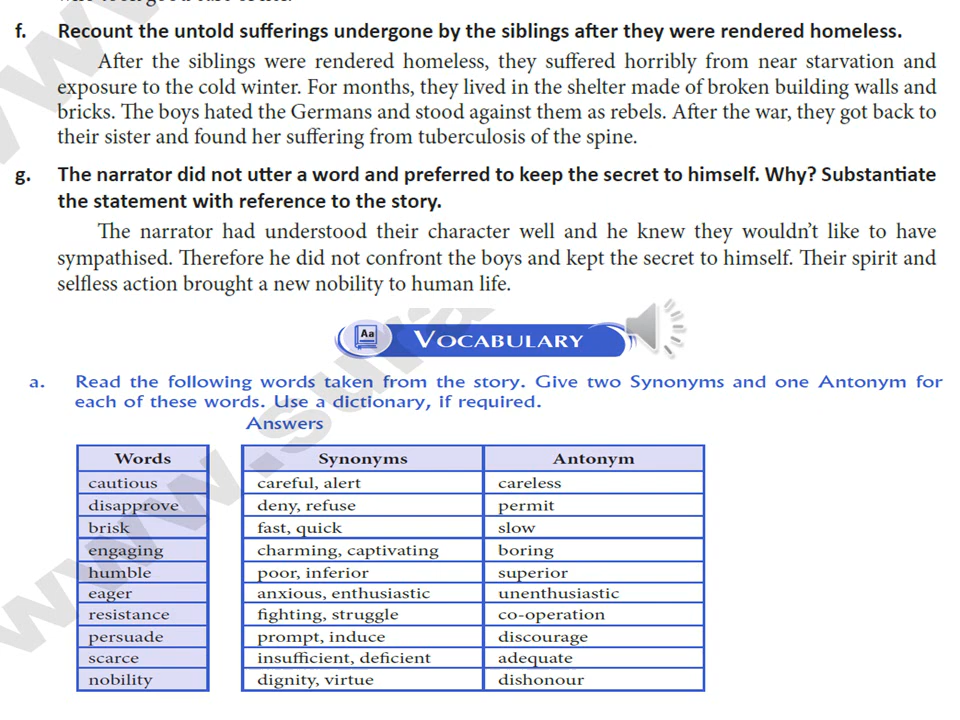 f. Recount the untold sufferings undergone by the siblings after they were rendered homeless.
After the siblings were rendered homeless, they suffered horribly from near starvation and
exposure to the cold winter. For months, they lived in the shelter made of broken building walls and
bricks. The boys hated the Germans and stood against them as rebels. After the war, they got back to
their sister and found her suffering from tuberculosis of the spine.
g. The narrator did not utter a word and preferred to keep the secret to himself. Why? Substantiate
the statement with reference to the story.
The narrator had understood their character well and he knew they wouldn't like to have
sympathised. Therefore he did not confront the boys and kept the secret to himself. Their spirit and
selfless action brought a new nobility to human life.
Aa VOCABULARY
a. Read the following words taken from the story. Give two Synonyms and one Antonym for
each of these words. Use a dictionary, if required.
Answers
Words Synonyms Antonym
cautious careful, alert careless
disapprove deny, refuse permit
brisk fast, quick slow
engaging charming, captivating boring
humble poor, inferior superior
eager anxious, enthusiastic unenthusiastic
resistance fighting, struggle co-operation
persuade prompt, induce discourage
scarce insufficient, deficient adequate
nobility dignity, virtue dishonour